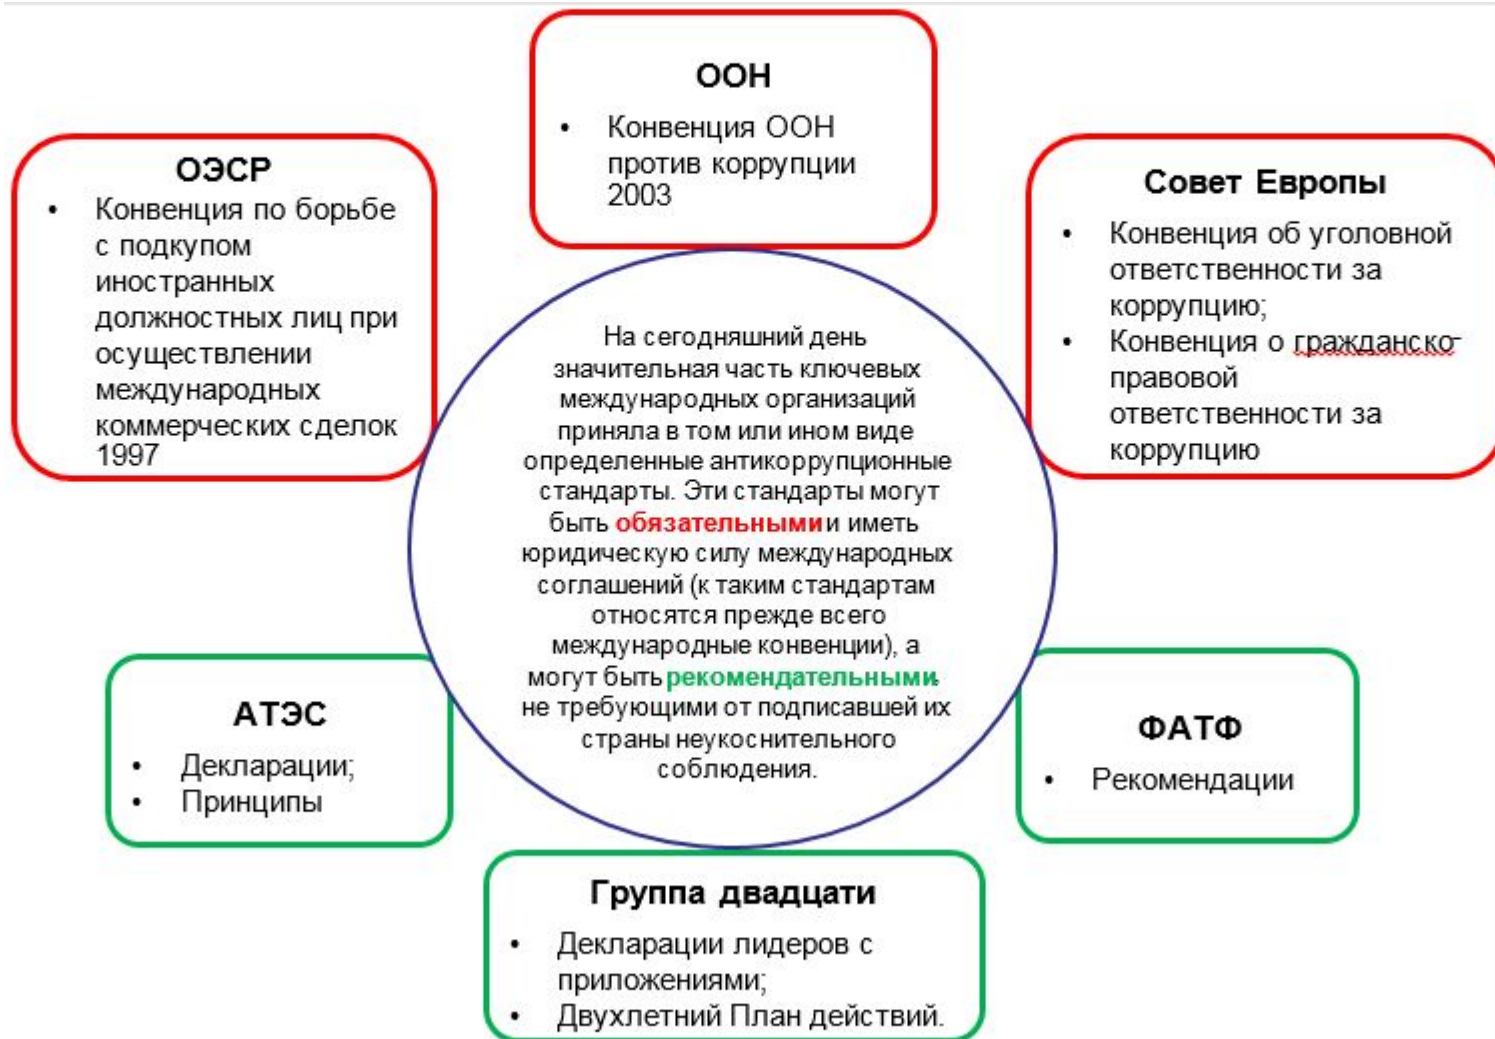 ООН
• Конвенция ООН
против коррупции
2003
ОЭСР
• Конвенция по борьбе
с подкупом
иностранных
должностных лиц при
осуществлении
международных
коммерческих сделок
1997
Совет Европы
• Конвенция об уголовной
ответственности за
коррупцию;
• Конвенция о гражданско-
правовой
ответственности за
коррупцию
На сегодняшний день
значительная часть ключевых
международных организаций
приняла в том или ином виде
определенные антикоррупционные
стандарты. Эти стандарты могут
быть обязательными и иметь
юридическую силу международных
соглашений (к таким стандартам
относятся прежде всего
международные конвенции), а
могут быть рекомендательными,
не требующими от подписавшей их
страны неукоснительного
соблюдения.
АТЭС
• Декларации;
• Принципы
ФАТФ
• Рекомендации
Группа двадцати
• Декларации лидеров с
приложениями;
• Двухлетний План действий.